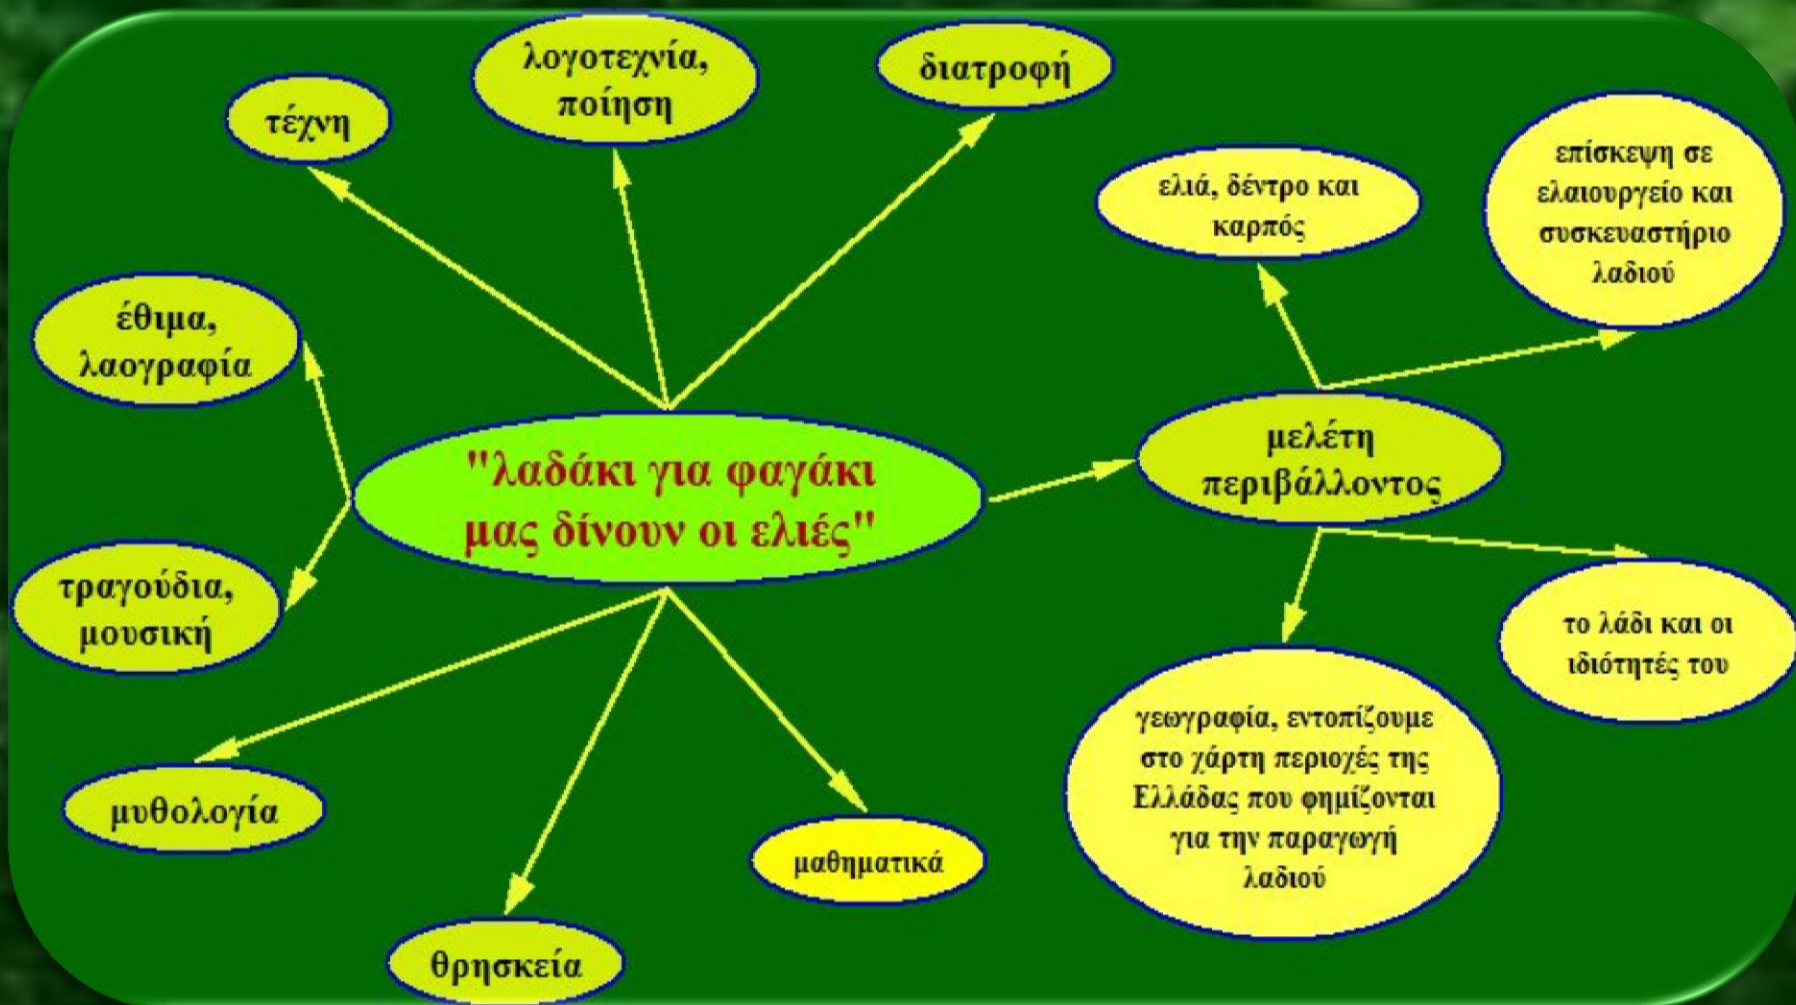 τέχνη
λογοτεχνία,
ποίηση
διατροφή
ελιά, δέντρο και
καρπός
επίσκεψη σε
ελαιουργείο και
συσκευαστήριο
λαδιού
έθιμα,
λαογραφία
"λαδάκι για φαγάκι
μας δίνουν οι ελιές"
μελέτη
περιβάλλοντος
τραγούδια,
μουσική
το λάδι και οι
ιδιότητές του
γεωγραφία, εντοπίζουμε
στο χάρτη περιοχές της
Ελλάδας που φημίζονται
για την παραγωγή
λαδιού
μυθολογία
μαθηματικά
θρησκεία